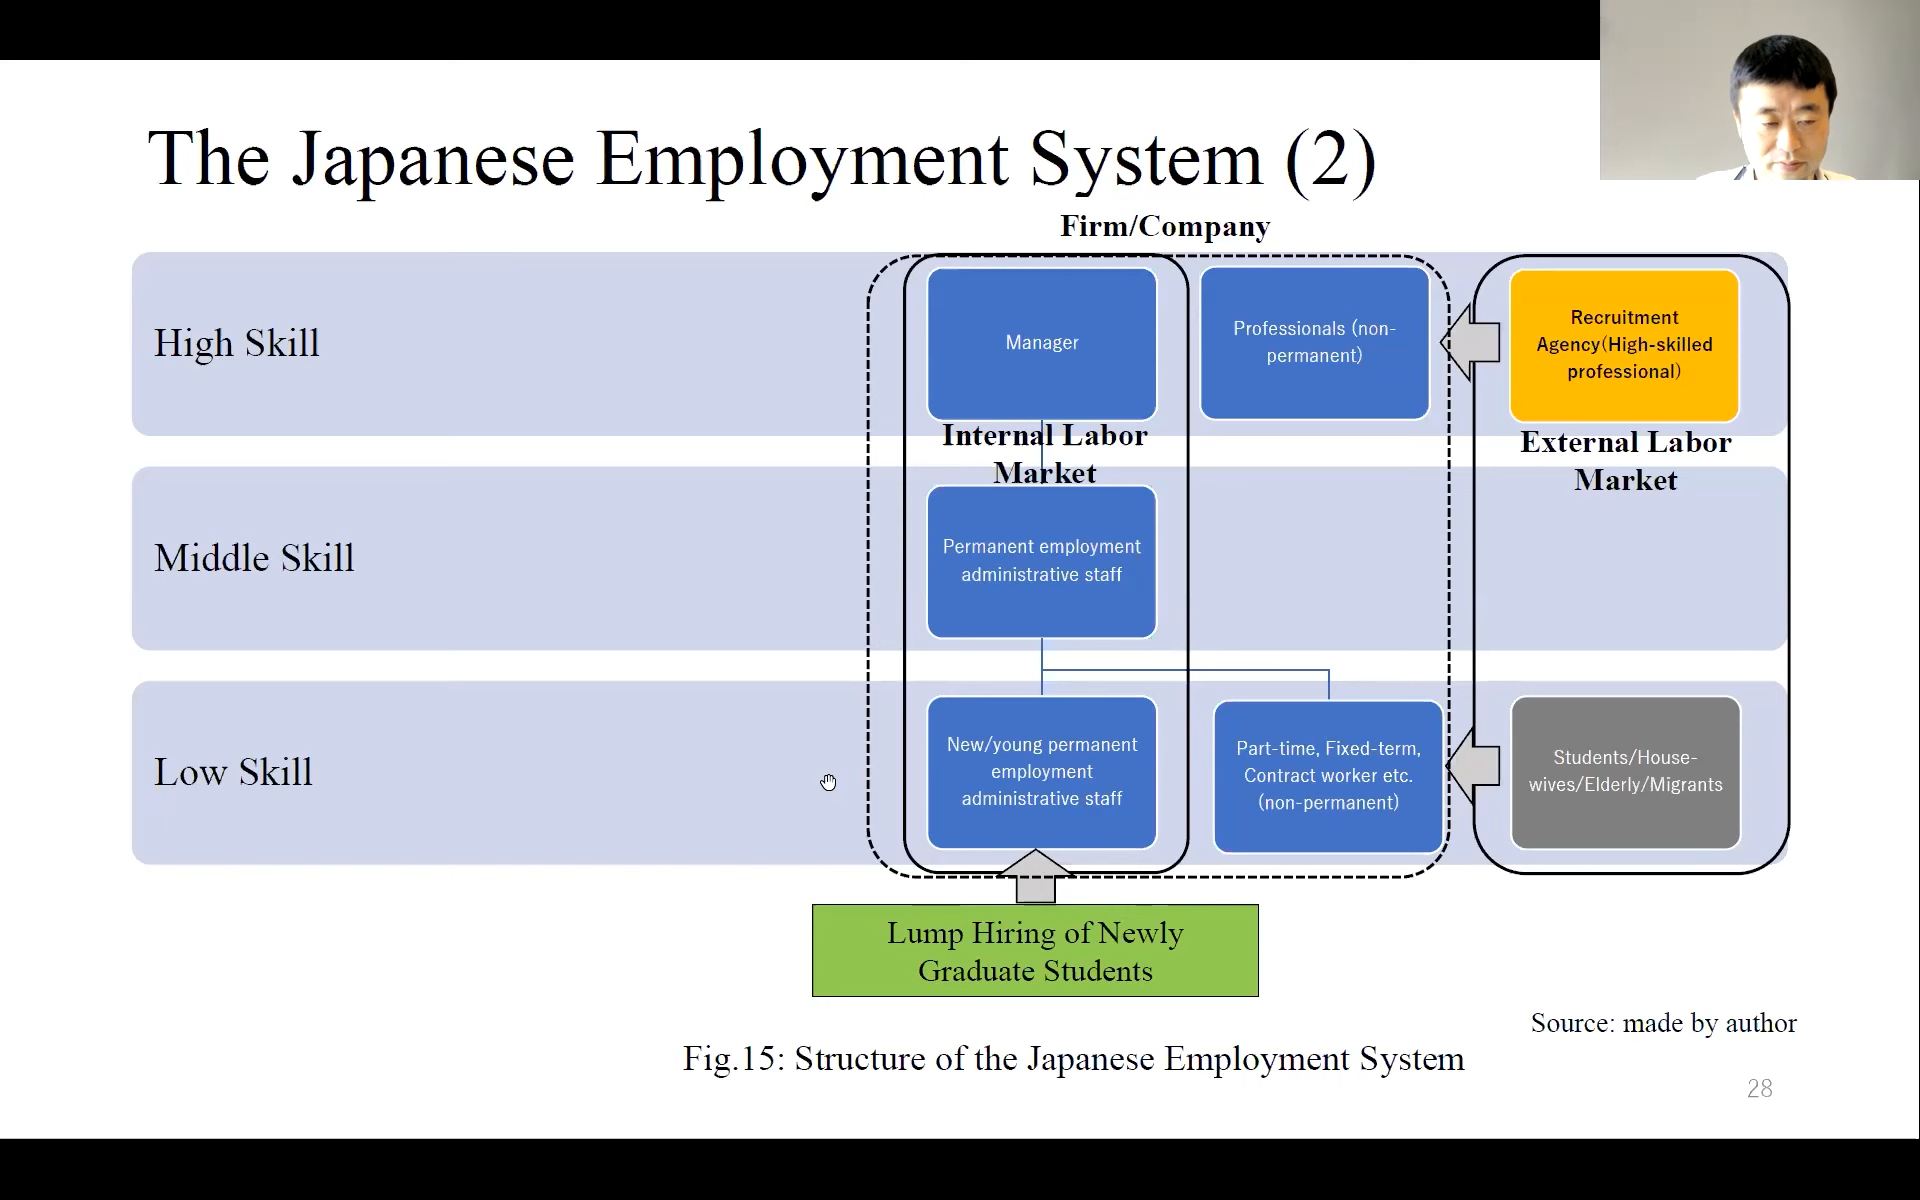 The Japanese Employment System (2)
Firm/Company
High Skill
Manager
Professionals (non-
permanent)
Recruitment
Agency(High-skilled
professional)
Internal Labor
Market
External Labor
Market
Middle Skill
Permanent employment
administrative staff
Low Skill
New/young permanent
employment
administrative staff
Part-time, Fixed-term,
Contract worker etc.
(non-permanent)
Students/House-
wives/Elderly/Migrants
Lump Hiring of Newly
Graduate Students
Source: made by author
Fig.15: Structure of the Japanese Employment System
28